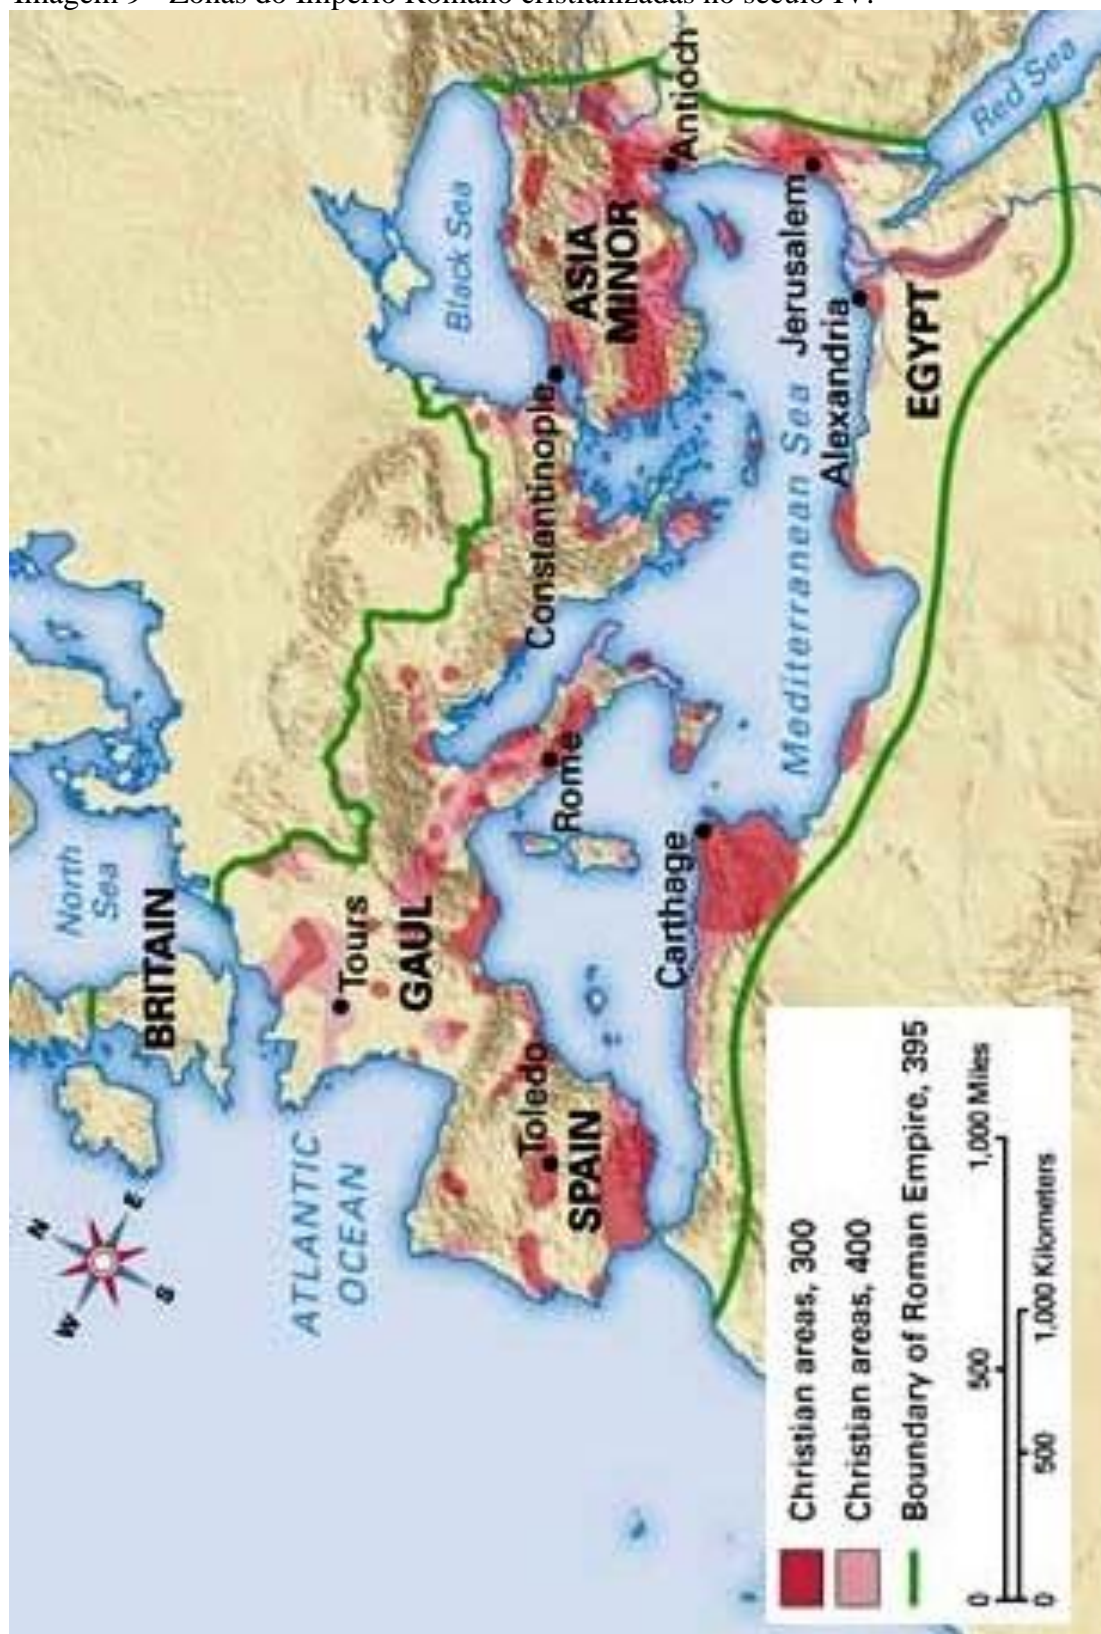 Imagem 9 - Zonas do Império Romano cristianizadas no século IV.
North
Sea
BRITAIN
ATLANTIC
OCEAN
Tours
GAUL
Toledo
SPAIN
Rome
Carthage
Constantinople
Black Sea
ASIA
MINOR
Antioch
Jerusalem
Alexandria
Mediterranean Sea
EGYPT
Red Sea
N
E
S
W
Christian areas, 300
Christian areas, 400
Boundary of Roman Empire, 395
0 500 1,000 Miles
0 500 1,000 Kilometers